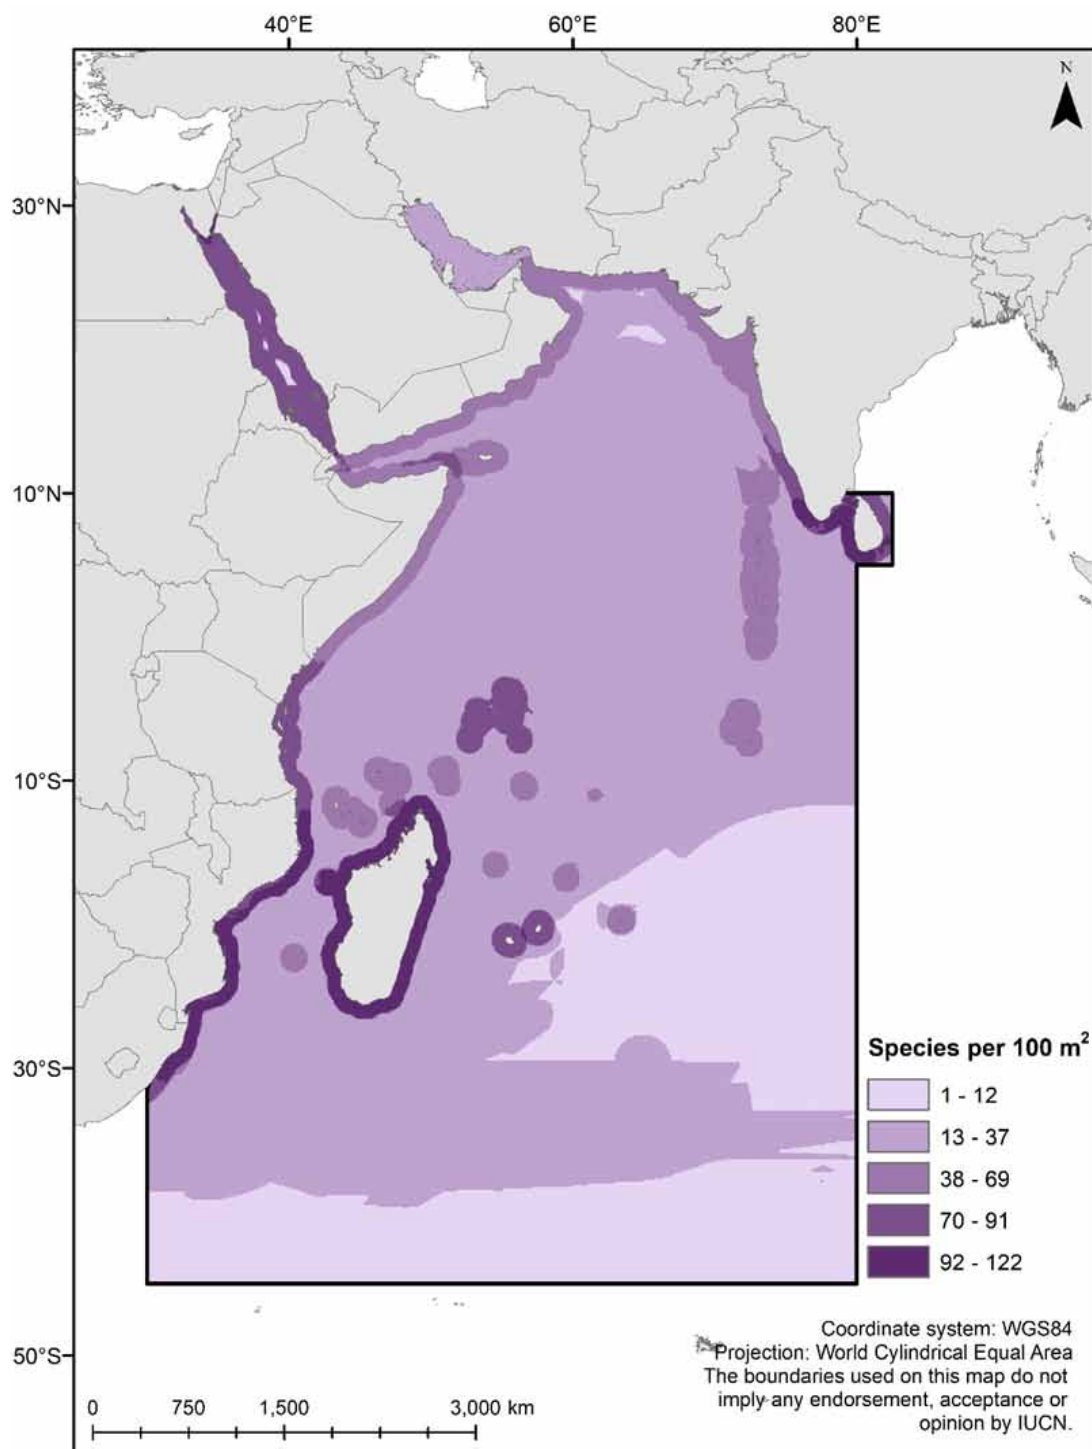 40°E 60°E 80°E
N
30°N
10°N
10°S
30°S
50°S
Species per 100 m²
1 - 12
13 - 37
38 - 69
70 - 91
92 - 122
Coordinate system: WGS84
Projection: World Cylindrical Equal Area
The boundaries used on this map do not
imply any endorsement, acceptance or
opinion by IUCN.
0 750 1,500 3,000 km